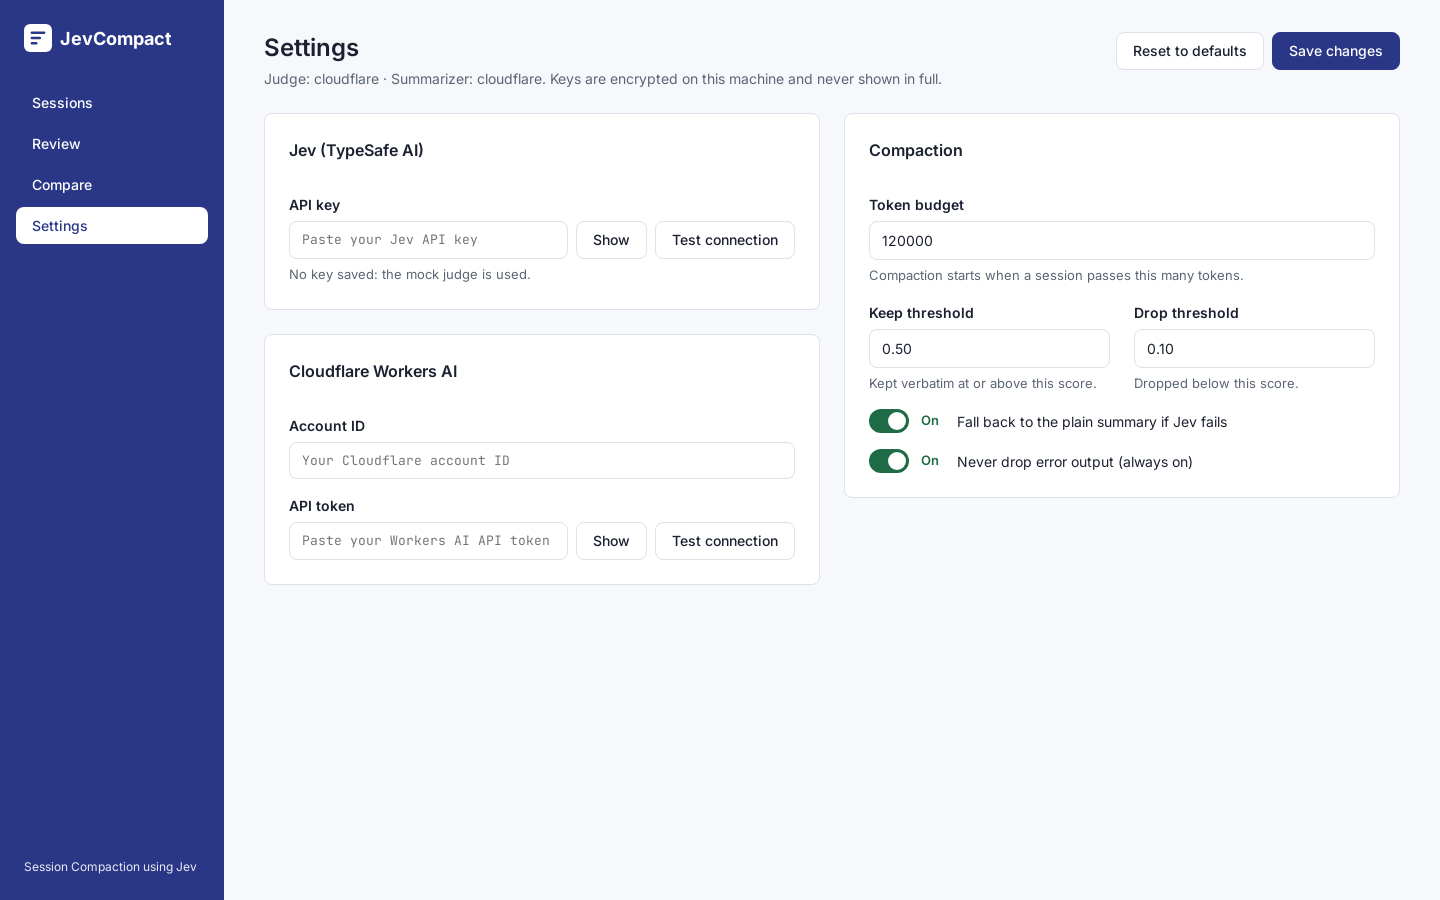 JevCompact
Sessions
Review
Compare
Settings
Session Compaction using Jev
Settings
Judge: cloudflare · Summarizer: cloudflare. Keys are encrypted on this machine and never shown in full.
Reset to defaults
Save changes
Jev (TypeSafe AI)
API key
Paste your Jev API key
Show
Test connection
No key saved: the mock judge is used.
Cloudflare Workers AI
Account ID
Your Cloudflare account ID
API token
Paste your Workers AI API token
Show
Test connection
Compaction
Token budget
120000
Compaction starts when a session passes this many tokens.
Keep threshold
0.50
Kept verbatim at or above this score.
Drop threshold
0.10
Dropped below this score.
On Fall back to the plain summary if Jev fails
On Never drop error output (always on)